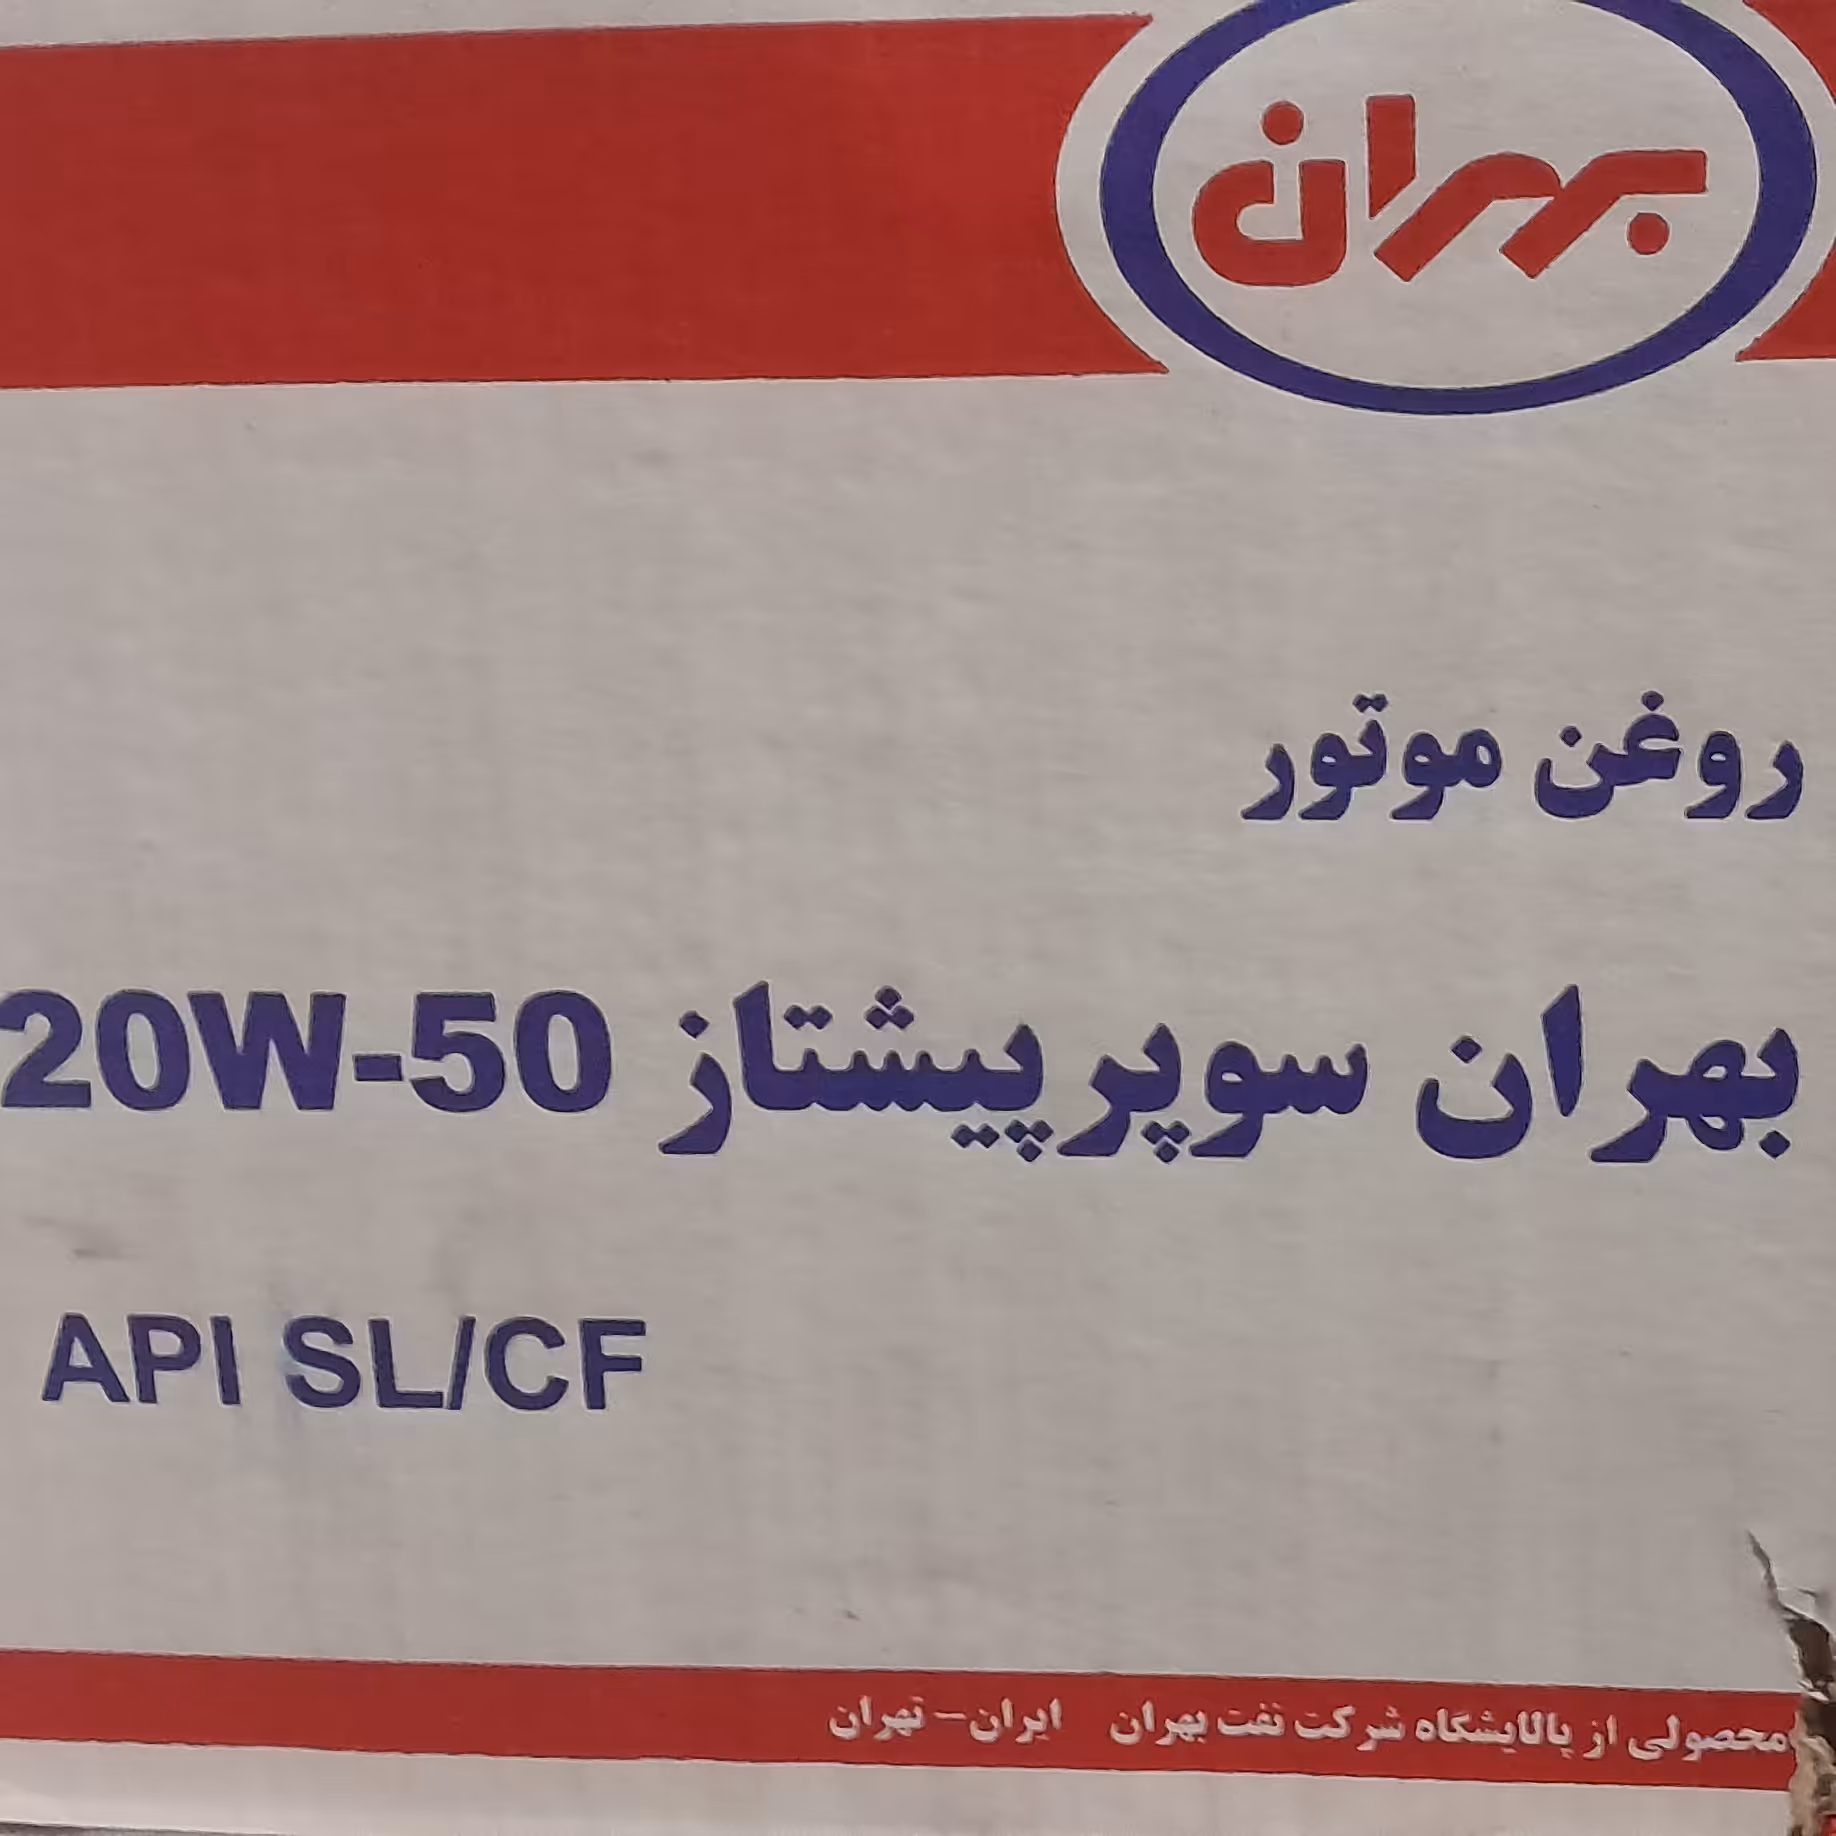 بهران
روغن موتور
بهران سوپرپیشتاز 20W-50
API SL/CF
محصولی از پالایشگاه شرکت نفت بهران ایران- تهران